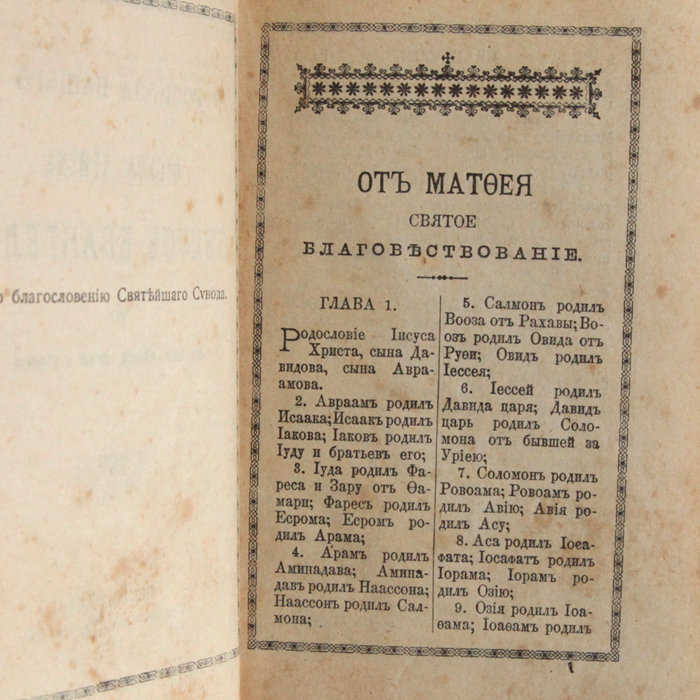 о благословенію Святѣйшаго Сѵнода.
ОТЪ МАТѲЕЯ
СВЯТОЕ
БЛАГОВѢСТВОВАНІЕ.
ГЛАВА 1.
Родословіе Іисуса
Христа, сына Да-
видова, сына Авра-
амова.
2. Авраамъ родилъ
Исаака; Исаакъ родилъ
Іакова; Іаковъ родилъ
Іуду и братьевъ его;
3. Іуда родилъ Фа-
реса и Зару отъ Ѳа-
мари; Фаресъ родилъ
Есрома; Есромъ ро-
дилъ Арама;
4. Арамъ родилъ
Аминадава; Амина-
давъ родилъ Наассона;
Наассонъ родилъ Сал-
мона;
5. Салмонъ родилъ
Вооза отъ Рахавы; Во-
озъ родилъ Овида отъ
Руѳи; Овидъ родилъ
Іессея;
6. Іессей родилъ
Давида царя; Давидъ
царь родилъ Соло-
мона отъ бывшей за
Уріею;
7. Соломонъ родилъ
Ровоама; Ровоамъ ро-
дилъ Авію; Авія ро-
дилъ Асу;
8. Аса родилъ Іоса-
фата; Іосафатъ родилъ
Іорама; Іорамъ ро-
дилъ Озію;
9. Озія родилъ Іоа-
ѳама; Іоаѳамъ родилъ
1